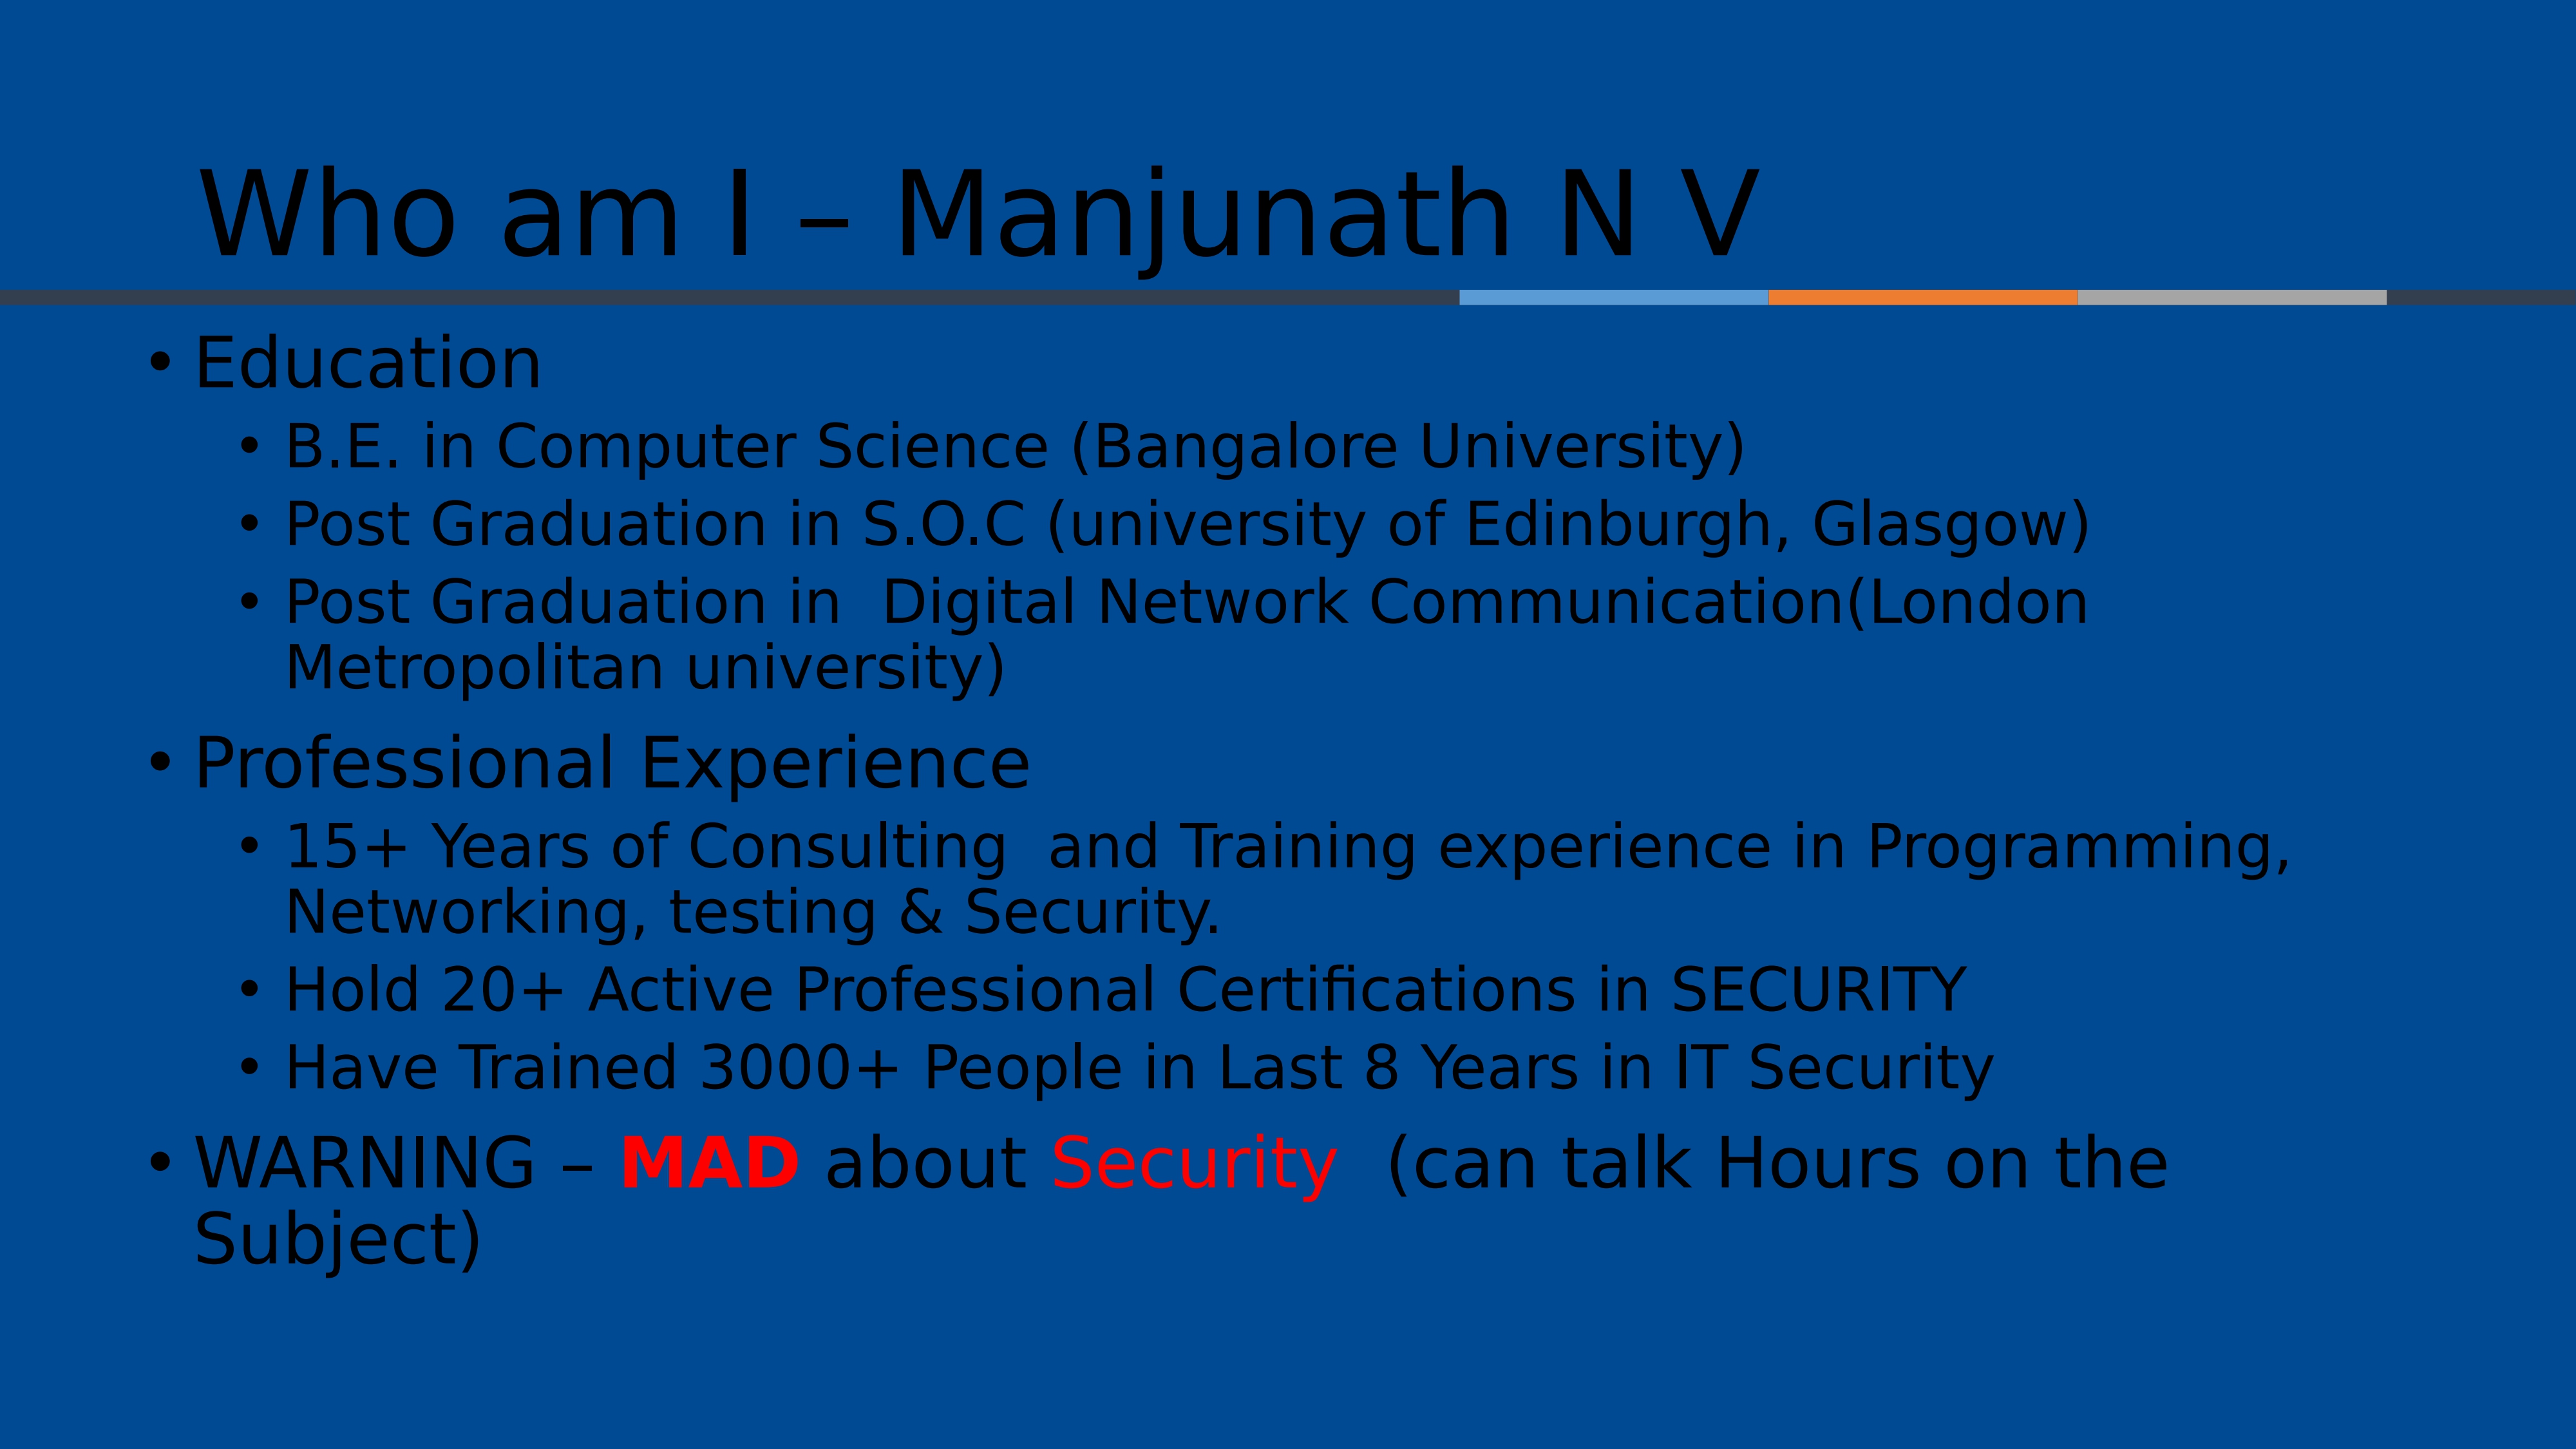 Who am I – Manjunath N V
• Education
• B.E. in Computer Science (Bangalore University)
• Post Graduation in S.O.C (university of Edinburgh, Glasgow)
• Post Graduation in  Digital Network Communication(London
Metropolitan university)
• Professional Experience
• 15+ Years of Consulting  and Training experience in Programming,
Networking, testing & Security.
• Hold 20+ Active Professional Certifications in SECURITY
• Have Trained 3000+ People in Last 8 Years in IT Security
• WARNING – MAD about Security  (can talk Hours on the
Subject)